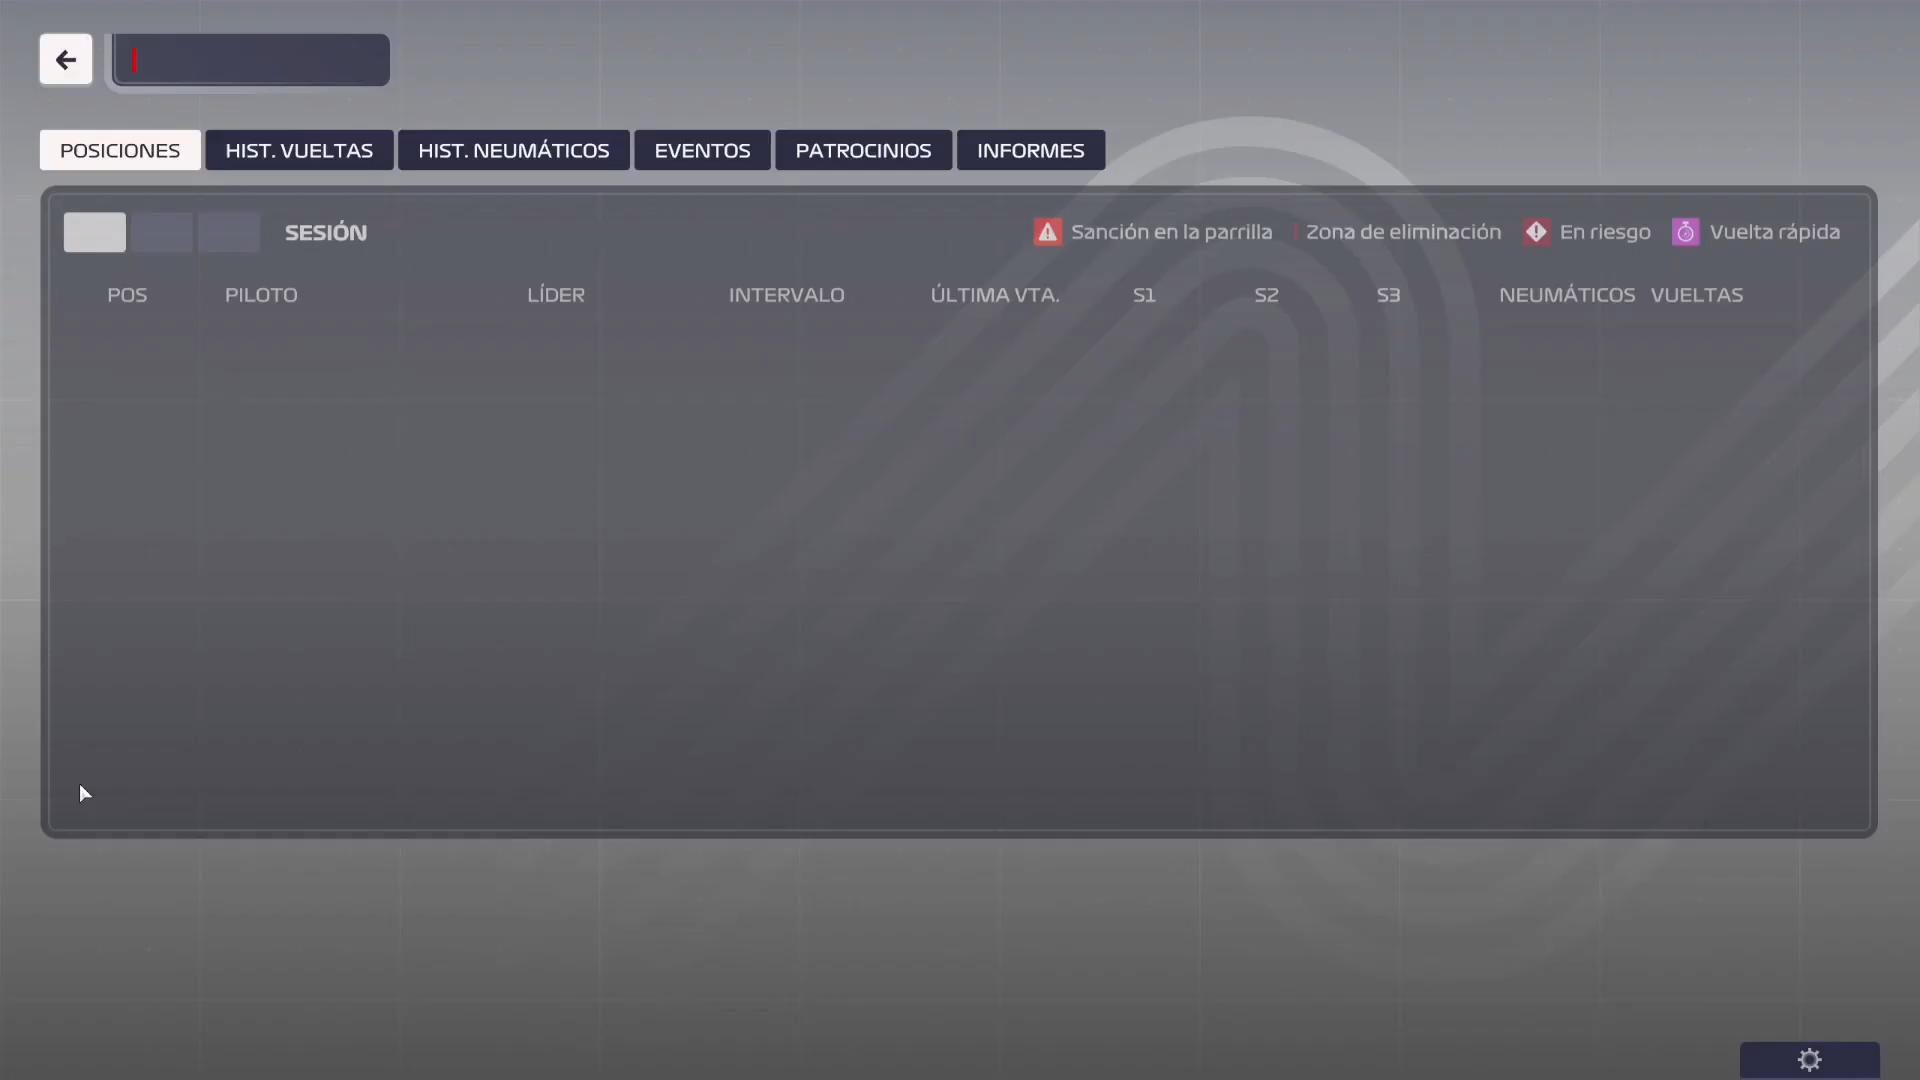 POSICIONES HIST. VUELTAS HIST. NEUMÁTICOS EVENTOS PATROCINIOS INFORMES
SESIÓN Sanción en la parrilla Zona de eliminación En riesgo Vuelta rápida
POS PILOTO LÍDER INTERVALO ÚLTIMA VTA. S1 S2 S3 NEUMÁTICOS VUELTAS